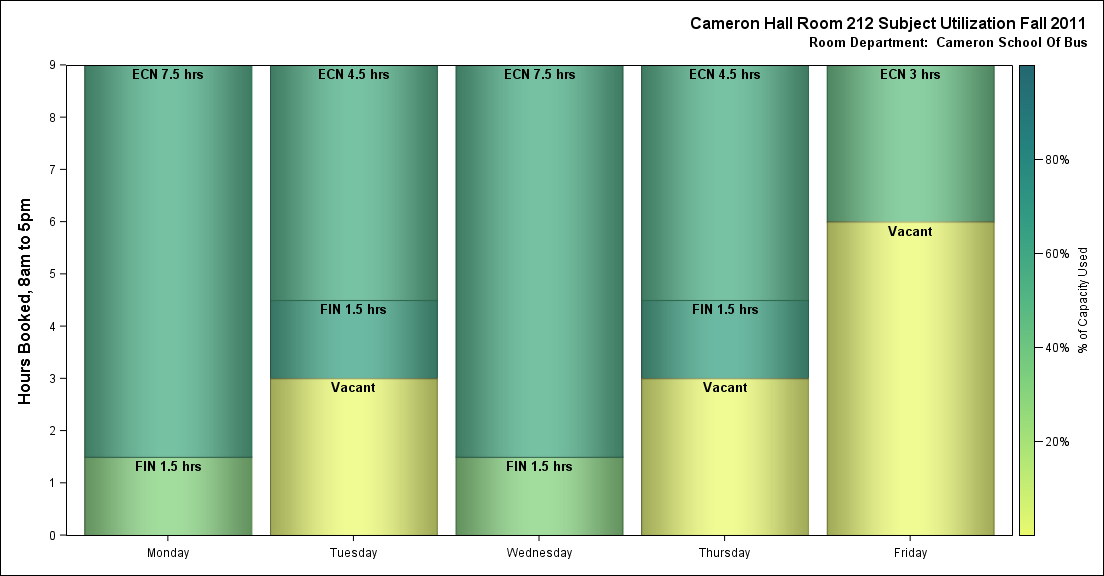 Cameron Hall Room 212 Subject Utilization Fall 2011
Room Department:  Cameron School Of Bus
Hours Booked, 8am to 5pm
9
8
7
6
5
4
3
2
1
0
ECN 7.5 hrs
FIN 1.5 hrs
ECN 4.5 hrs
FIN 1.5 hrs
Vacant
ECN 7.5 hrs
FIN 1.5 hrs
ECN 4.5 hrs
FIN 1.5 hrs
Vacant
ECN 3 hrs
Vacant
Monday
Tuesday
Wednesday
Thursday
Friday
80%
60%
40%
20%
% of Capacity Used